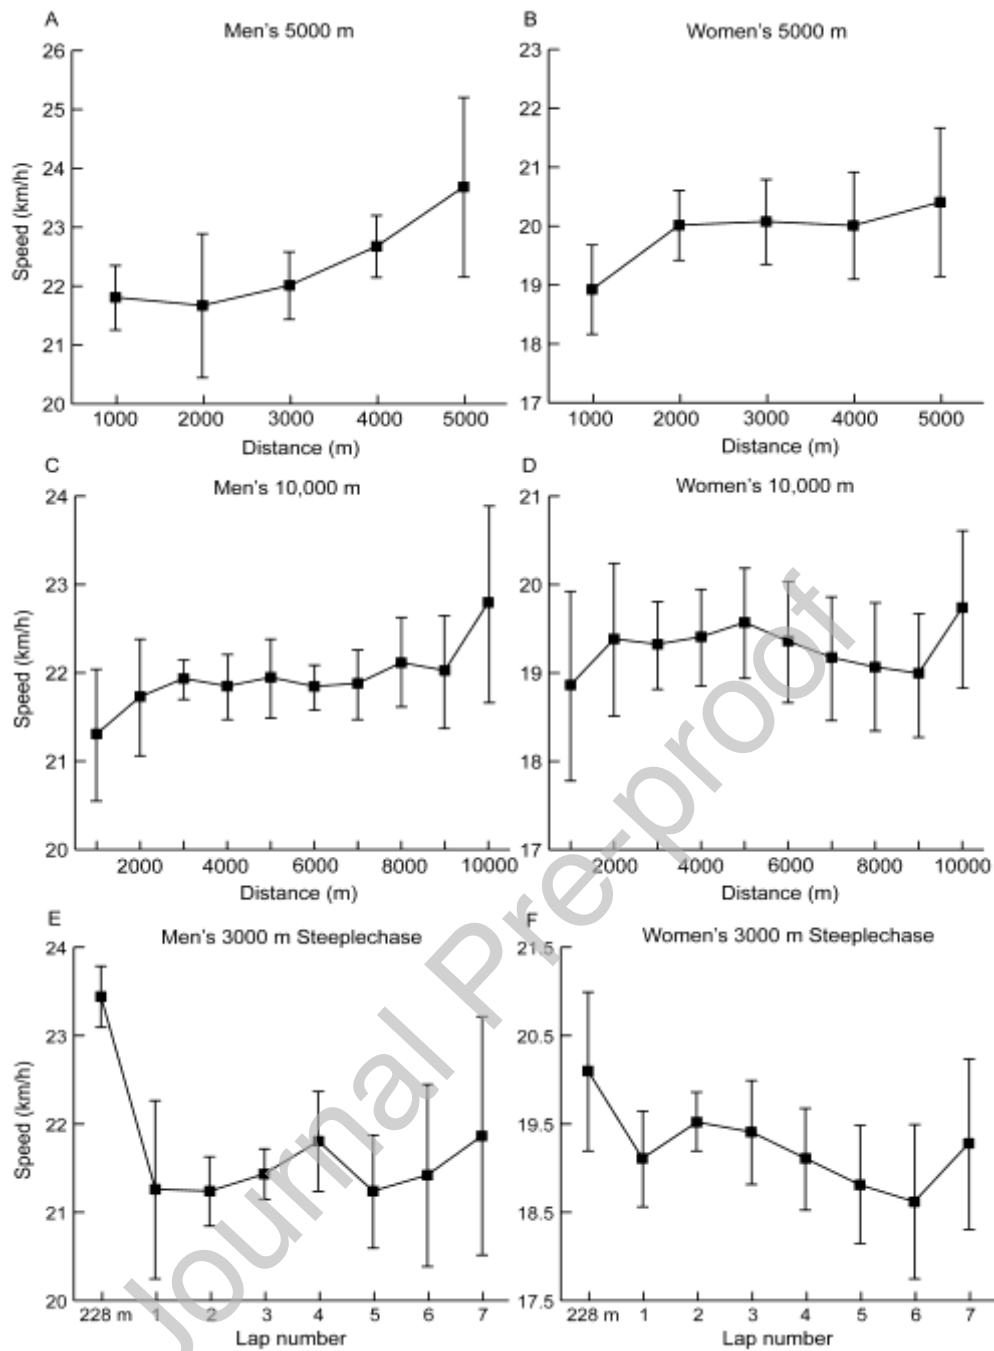 A
Men's 5000 m
26
25
24
23
22
21
20
Speed (km/h)
1000 2000 3000 4000 5000
Distance (m)
B
Women's 5000 m
23
22
21
20
19
18
17
1000 2000 3000 4000 5000
Distance (m)
C
Men's 10,000 m
24
23
22
21
20
Speed (km/h)
2000 4000 6000 8000 10000
Distance (m)
D
Women's 10,000 m
21
20
19
18
17
2000 4000 6000 8000 10000
Distance (m)
E
Men's 3000 m Steeplechase
24
23
22
21
20
Speed (km/h)
228 m 1 2 3 4 5 6 7
Lap number
F
Women's 3000 m Steeplechase
21.5
20.5
19.5
18.5
17.5
228 m 1 2 3 4 5 6 7
Lap number
Journal Pre-proof